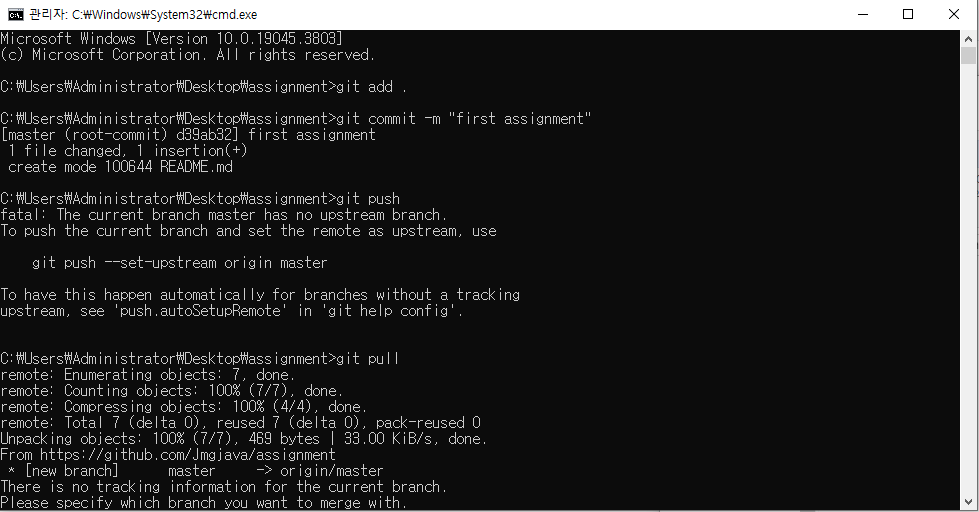 관리자: C:₩Windows₩System32₩cmd.exe
Microsoft Windows [Version 10.0.19045.3803]
(c) Microsoft Corporation. All rights reserved.
C:₩Users₩Administrator₩Desktop₩assignment>git add .
C:₩Users₩Administrator₩Desktop₩assignment>git commit -m "first assignment"
[master (root-commit) d39ab32] first assignment
 1 file changed, 1 insertion(+)
 create mode 100644 README.md
C:₩Users₩Administrator₩Desktop₩assignment>git push
fatal: The current branch master has no upstream branch.
To push the current branch and set the remote as upstream, use
    git push --set-upstream origin master
To have this happen automatically for branches without a tracking
upstream, see 'push.autoSetupRemote' in 'git help config'.
C:₩Users₩Administrator₩Desktop₩assignment>git pull
remote: Enumerating objects: 7, done.
remote: Counting objects: 100% (7/7), done.
remote: Compressing objects: 100% (4/4), done.
remote: Total 7 (delta 0), reused 7 (delta 0), pack-reused 0
Unpacking objects: 100% (7/7), 469 bytes | 33.00 KiB/s, done.
From https://github.com/Jmgjava/assignment
 * [new branch]      master     -> origin/master
There is no tracking information for the current branch.
Please specify which branch you want to merge with.